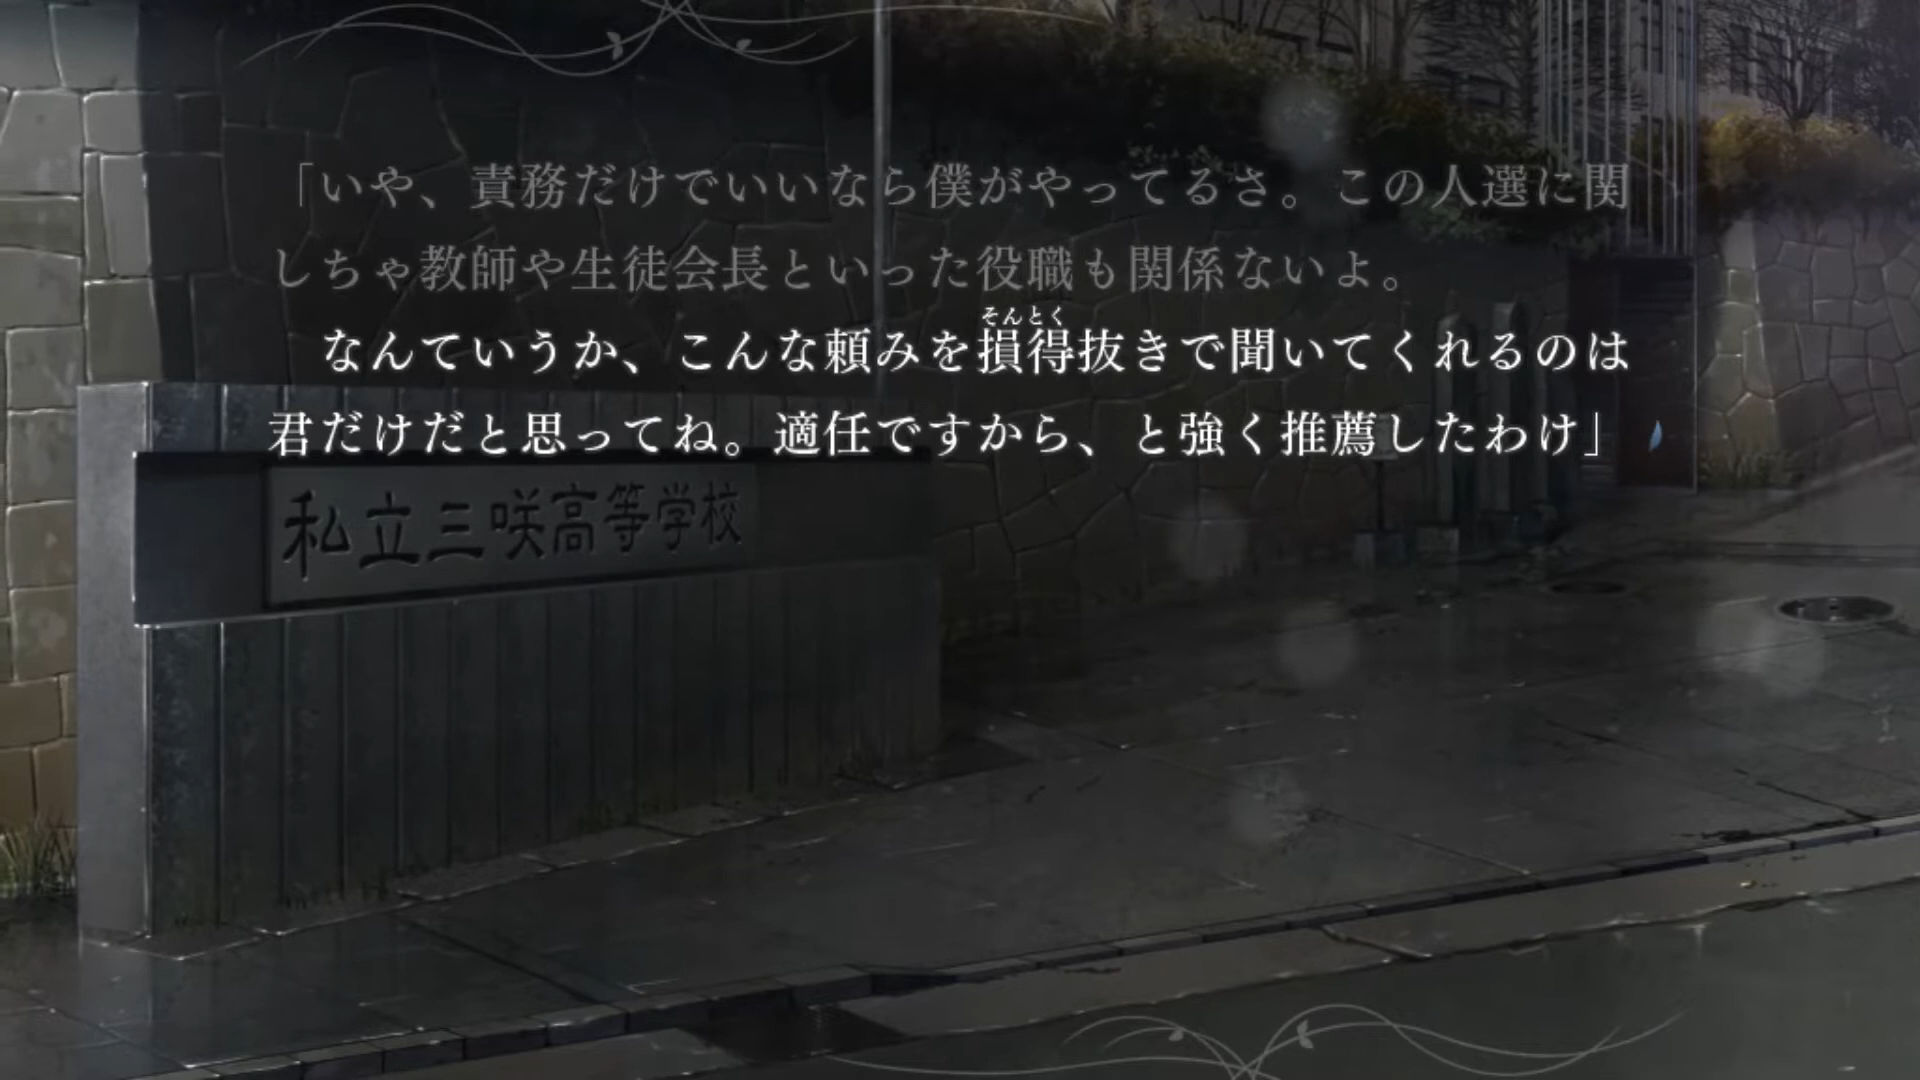 「いや、責務だけでいいなら僕がやってるさ。この人選に関
しちゃ教師や生徒会長といった役職も関係ないよ。
そんとく
なんていうか、こんな頼みを損得抜きで聞いてくれるのは
君だけだと思ってね。適任ですから、と強く推薦したわけ」
私立三咲高等学校